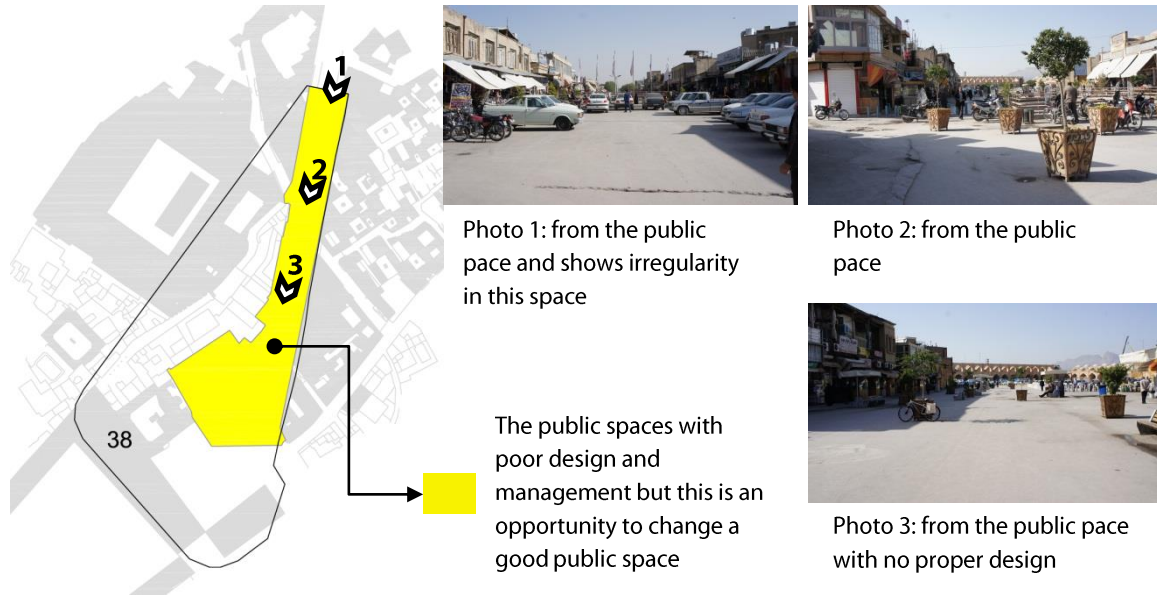 1
2
3
38
Photo 1: from the public
pace and shows irregularity
in this space
Photo 2: from the public
pace
The public spaces with
poor design and
management but this is an
opportunity to change a
good public space
Photo 3: from the public pace
with no proper design